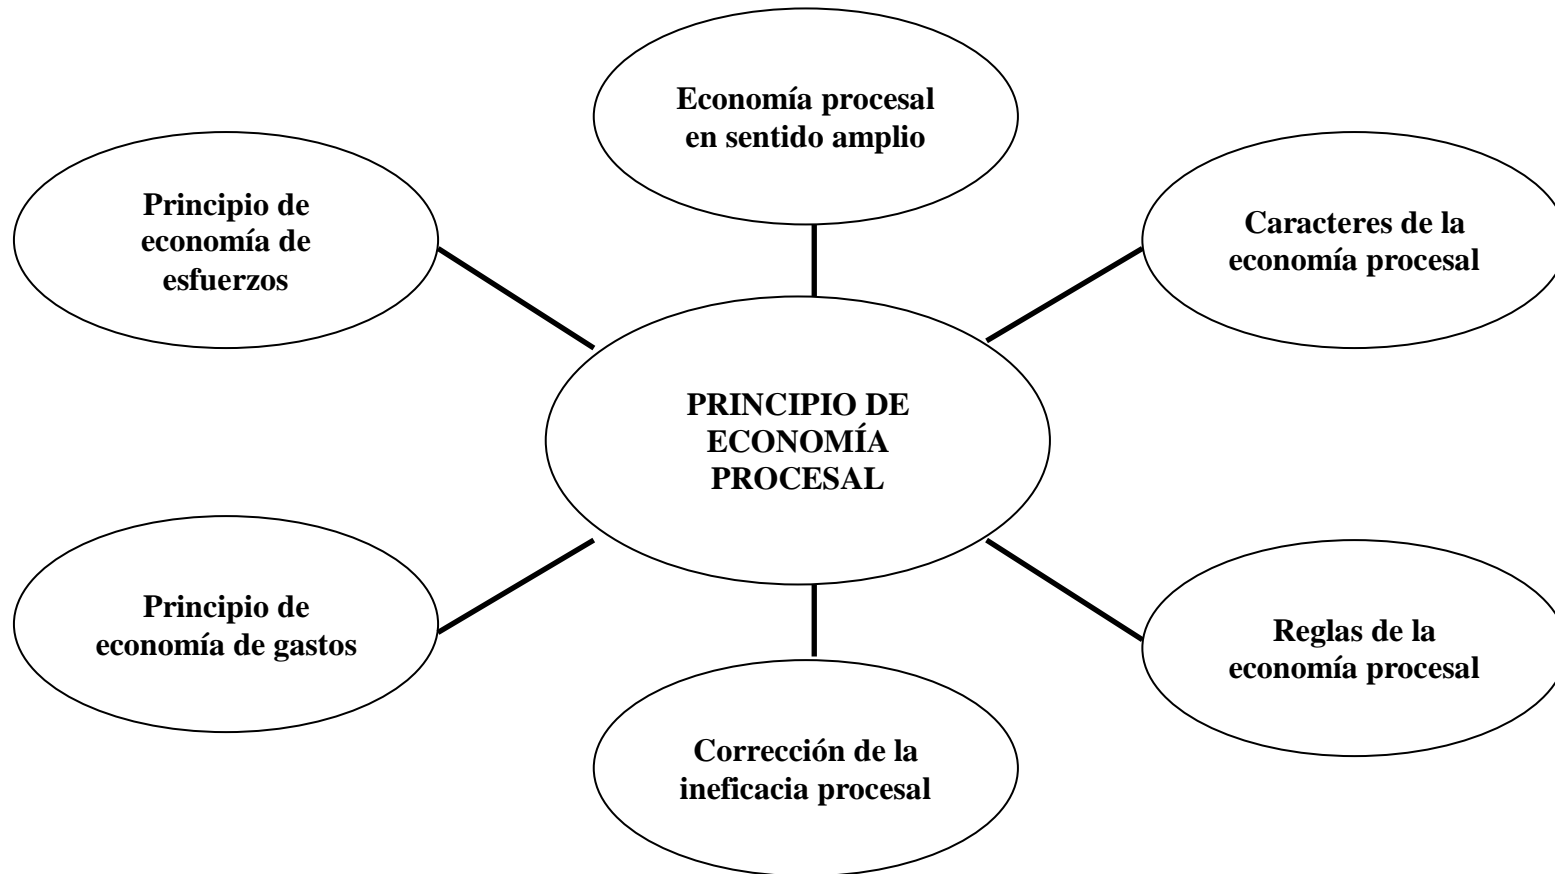 Economía procesal
en sentido amplio
Principio de
economía de
esfuerzos
Caracteres de la
economía procesal
PRINCIPIO DE
ECONOMÍA
PROCESAL
Principio de
economía de gastos
Reglas de la
economía procesal
Corrección de la
ineficacia procesal